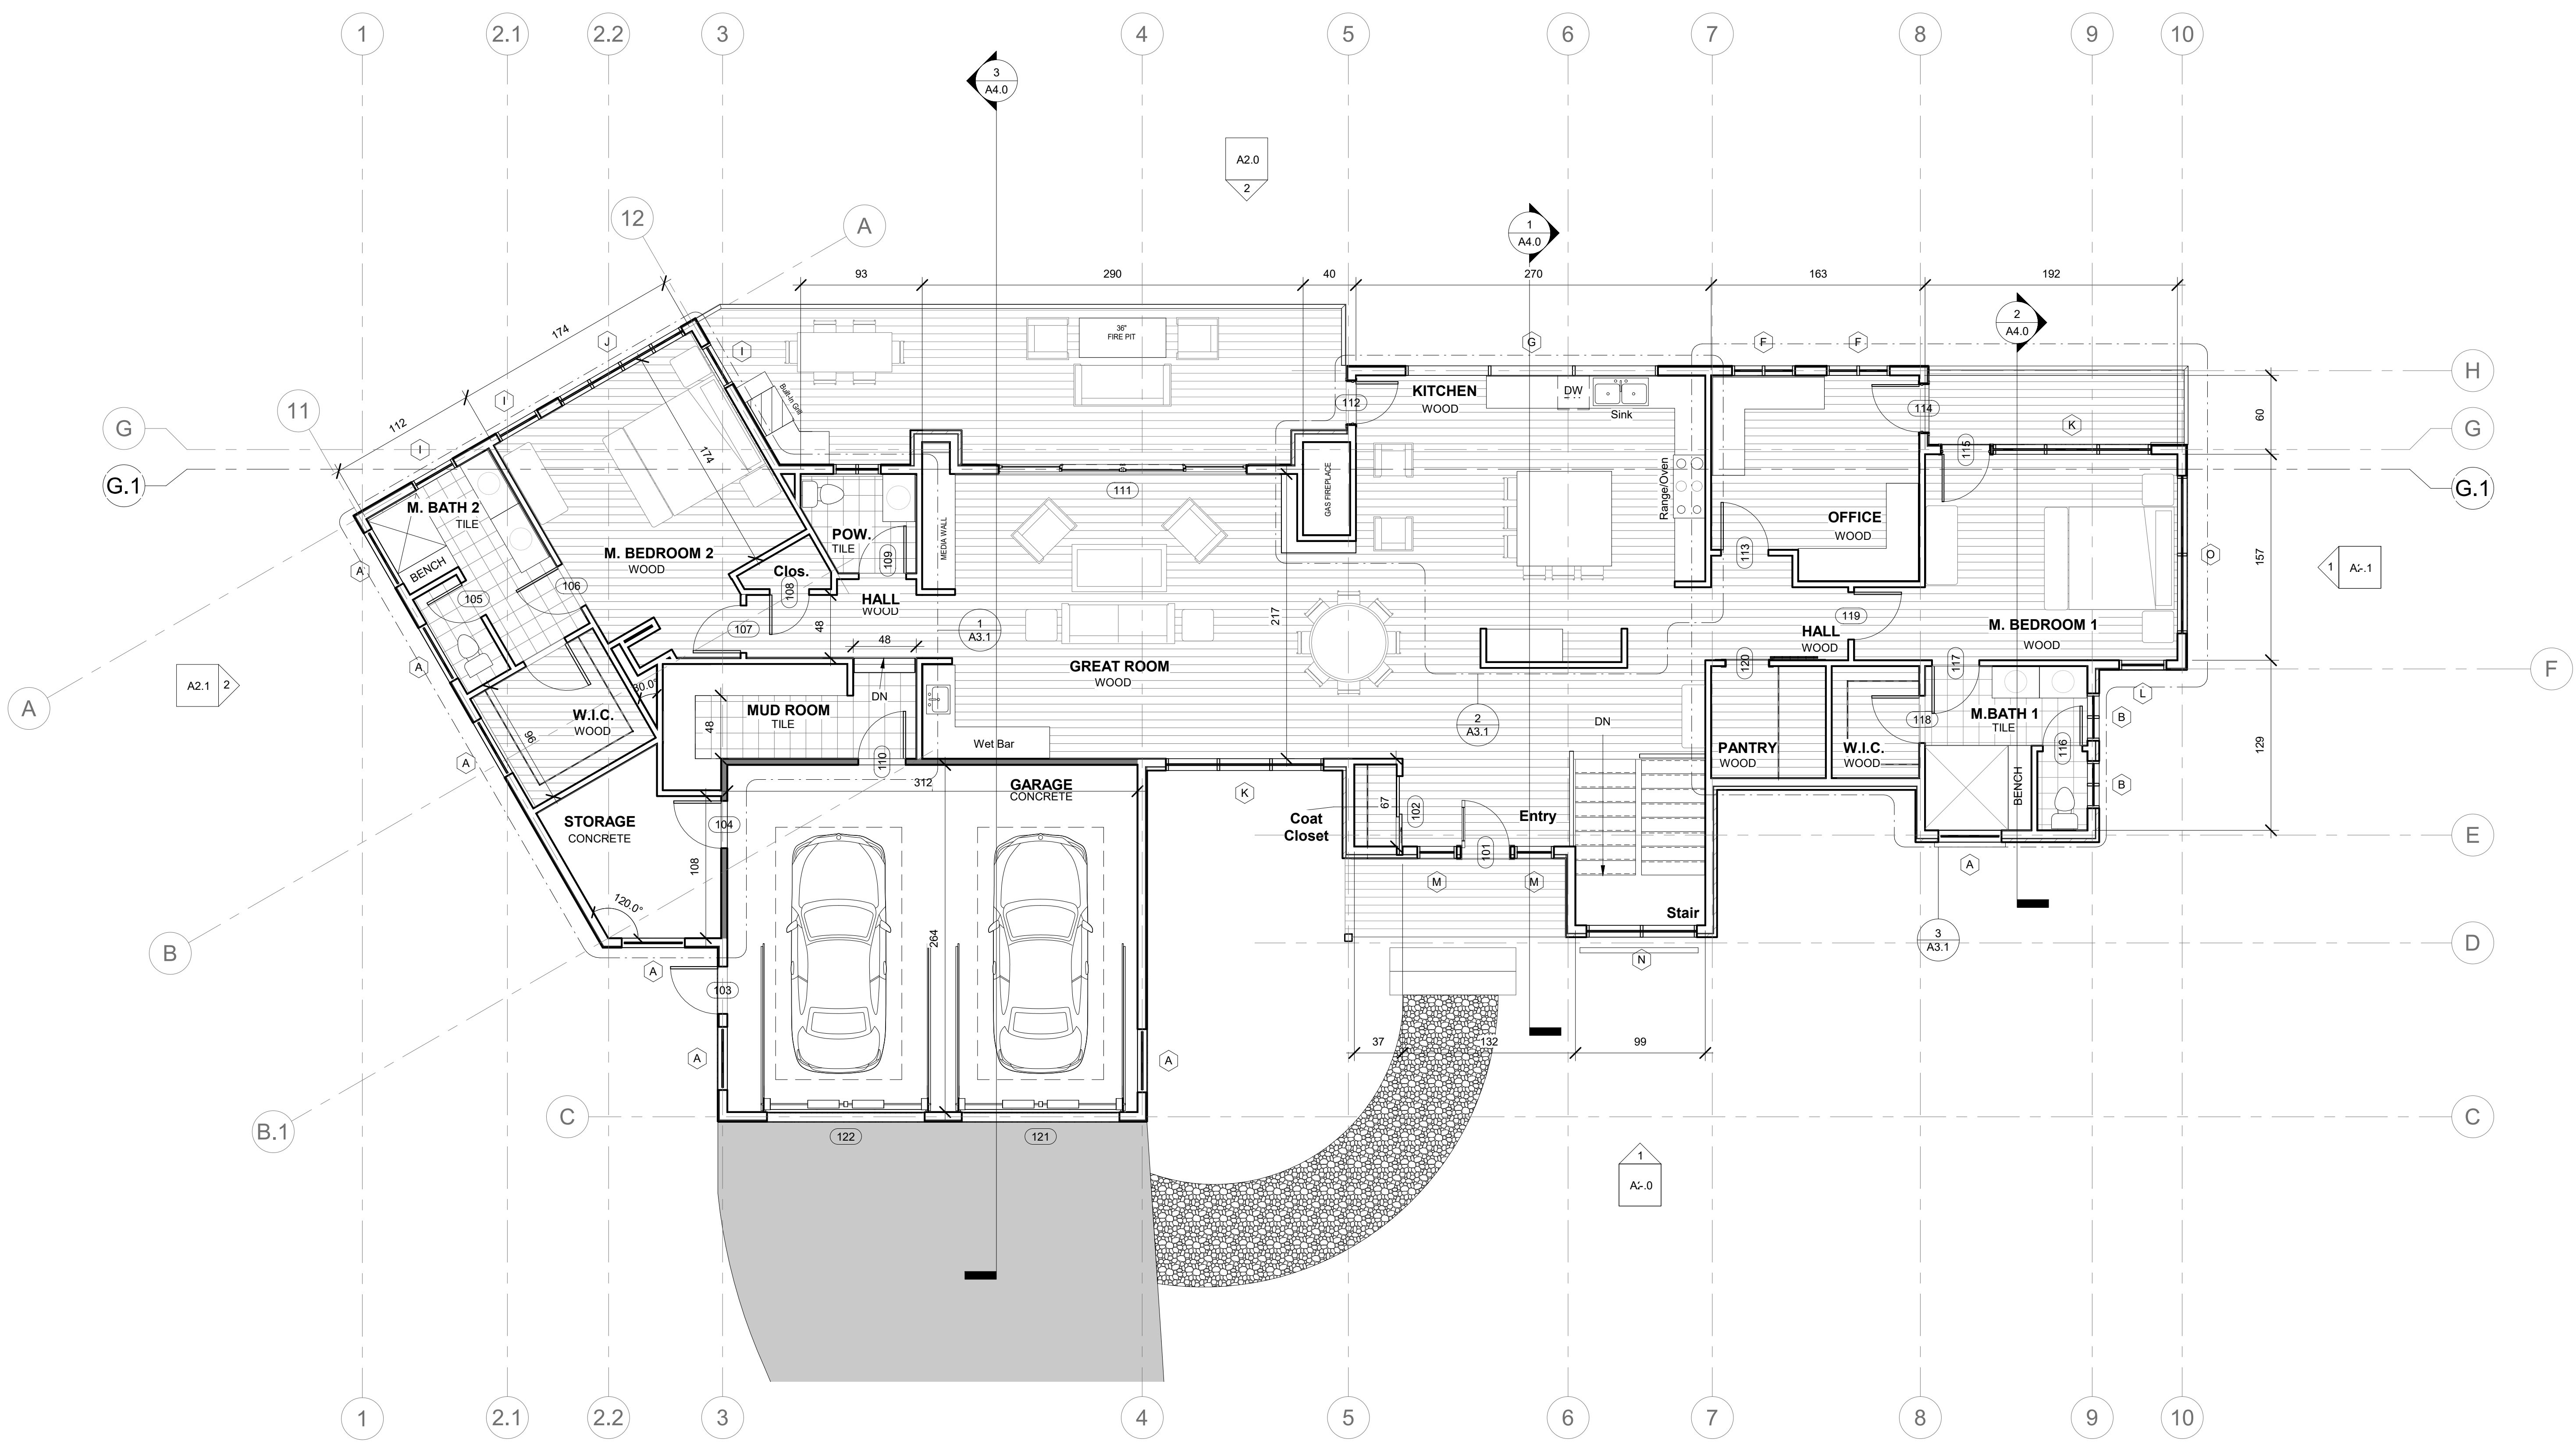 1 2.1 2.2 3 4 5 6 7 8 9 10
3
A4.0
A2.0
2
12
A
1
A4.0
93 290 40 270 163 192
2
A4.0
174
J
I
36"
FIRE PIT
G
F
F
H
11
112
I
I
Built-In Grill
112
KITCHEN
WOOD
DW
Sink
114
K
60
G
G
G.1
G.1
174
111
GAS FIREPLACE
Range/Oven
115
M. BATH 2
TILE
POW.
TILE
109
MEDIA WALL
OFFICE
WOOD
113
M. BEDROOM 2
WOOD
BENCH
A
105
106
Clos.
108
HALL
WOOD
O
157
1
107
48
48
1
A3.1
217
119
HALL
WOOD
M. BEDROOM 1
WOOD
A
GREAT ROOM
WOOD
120
117
F
A2.1 2
30.0°
DN
A
W.I.C.
WOOD
96
MUD ROOM
TILE
48
110
Wet Bar
2
A3.1
DN
PANTRY
WOOD
W.I.C.
WOOD
118
M.BATH 1
TILE
116
L
B
B
129
A
312
GARAGE
CONCRETE
K
67
102
Coat
Closet
Entry
101
BENCH
STORAGE
CONCRETE
104
108
E
A
M
M
120.0°
Stair
B
264
3
A3.1
D
A
103
N
A
A
37 132 99
B.1
C
122
121
C
1
1 2.1 2.2 3 4 5 6 7 8 9 10